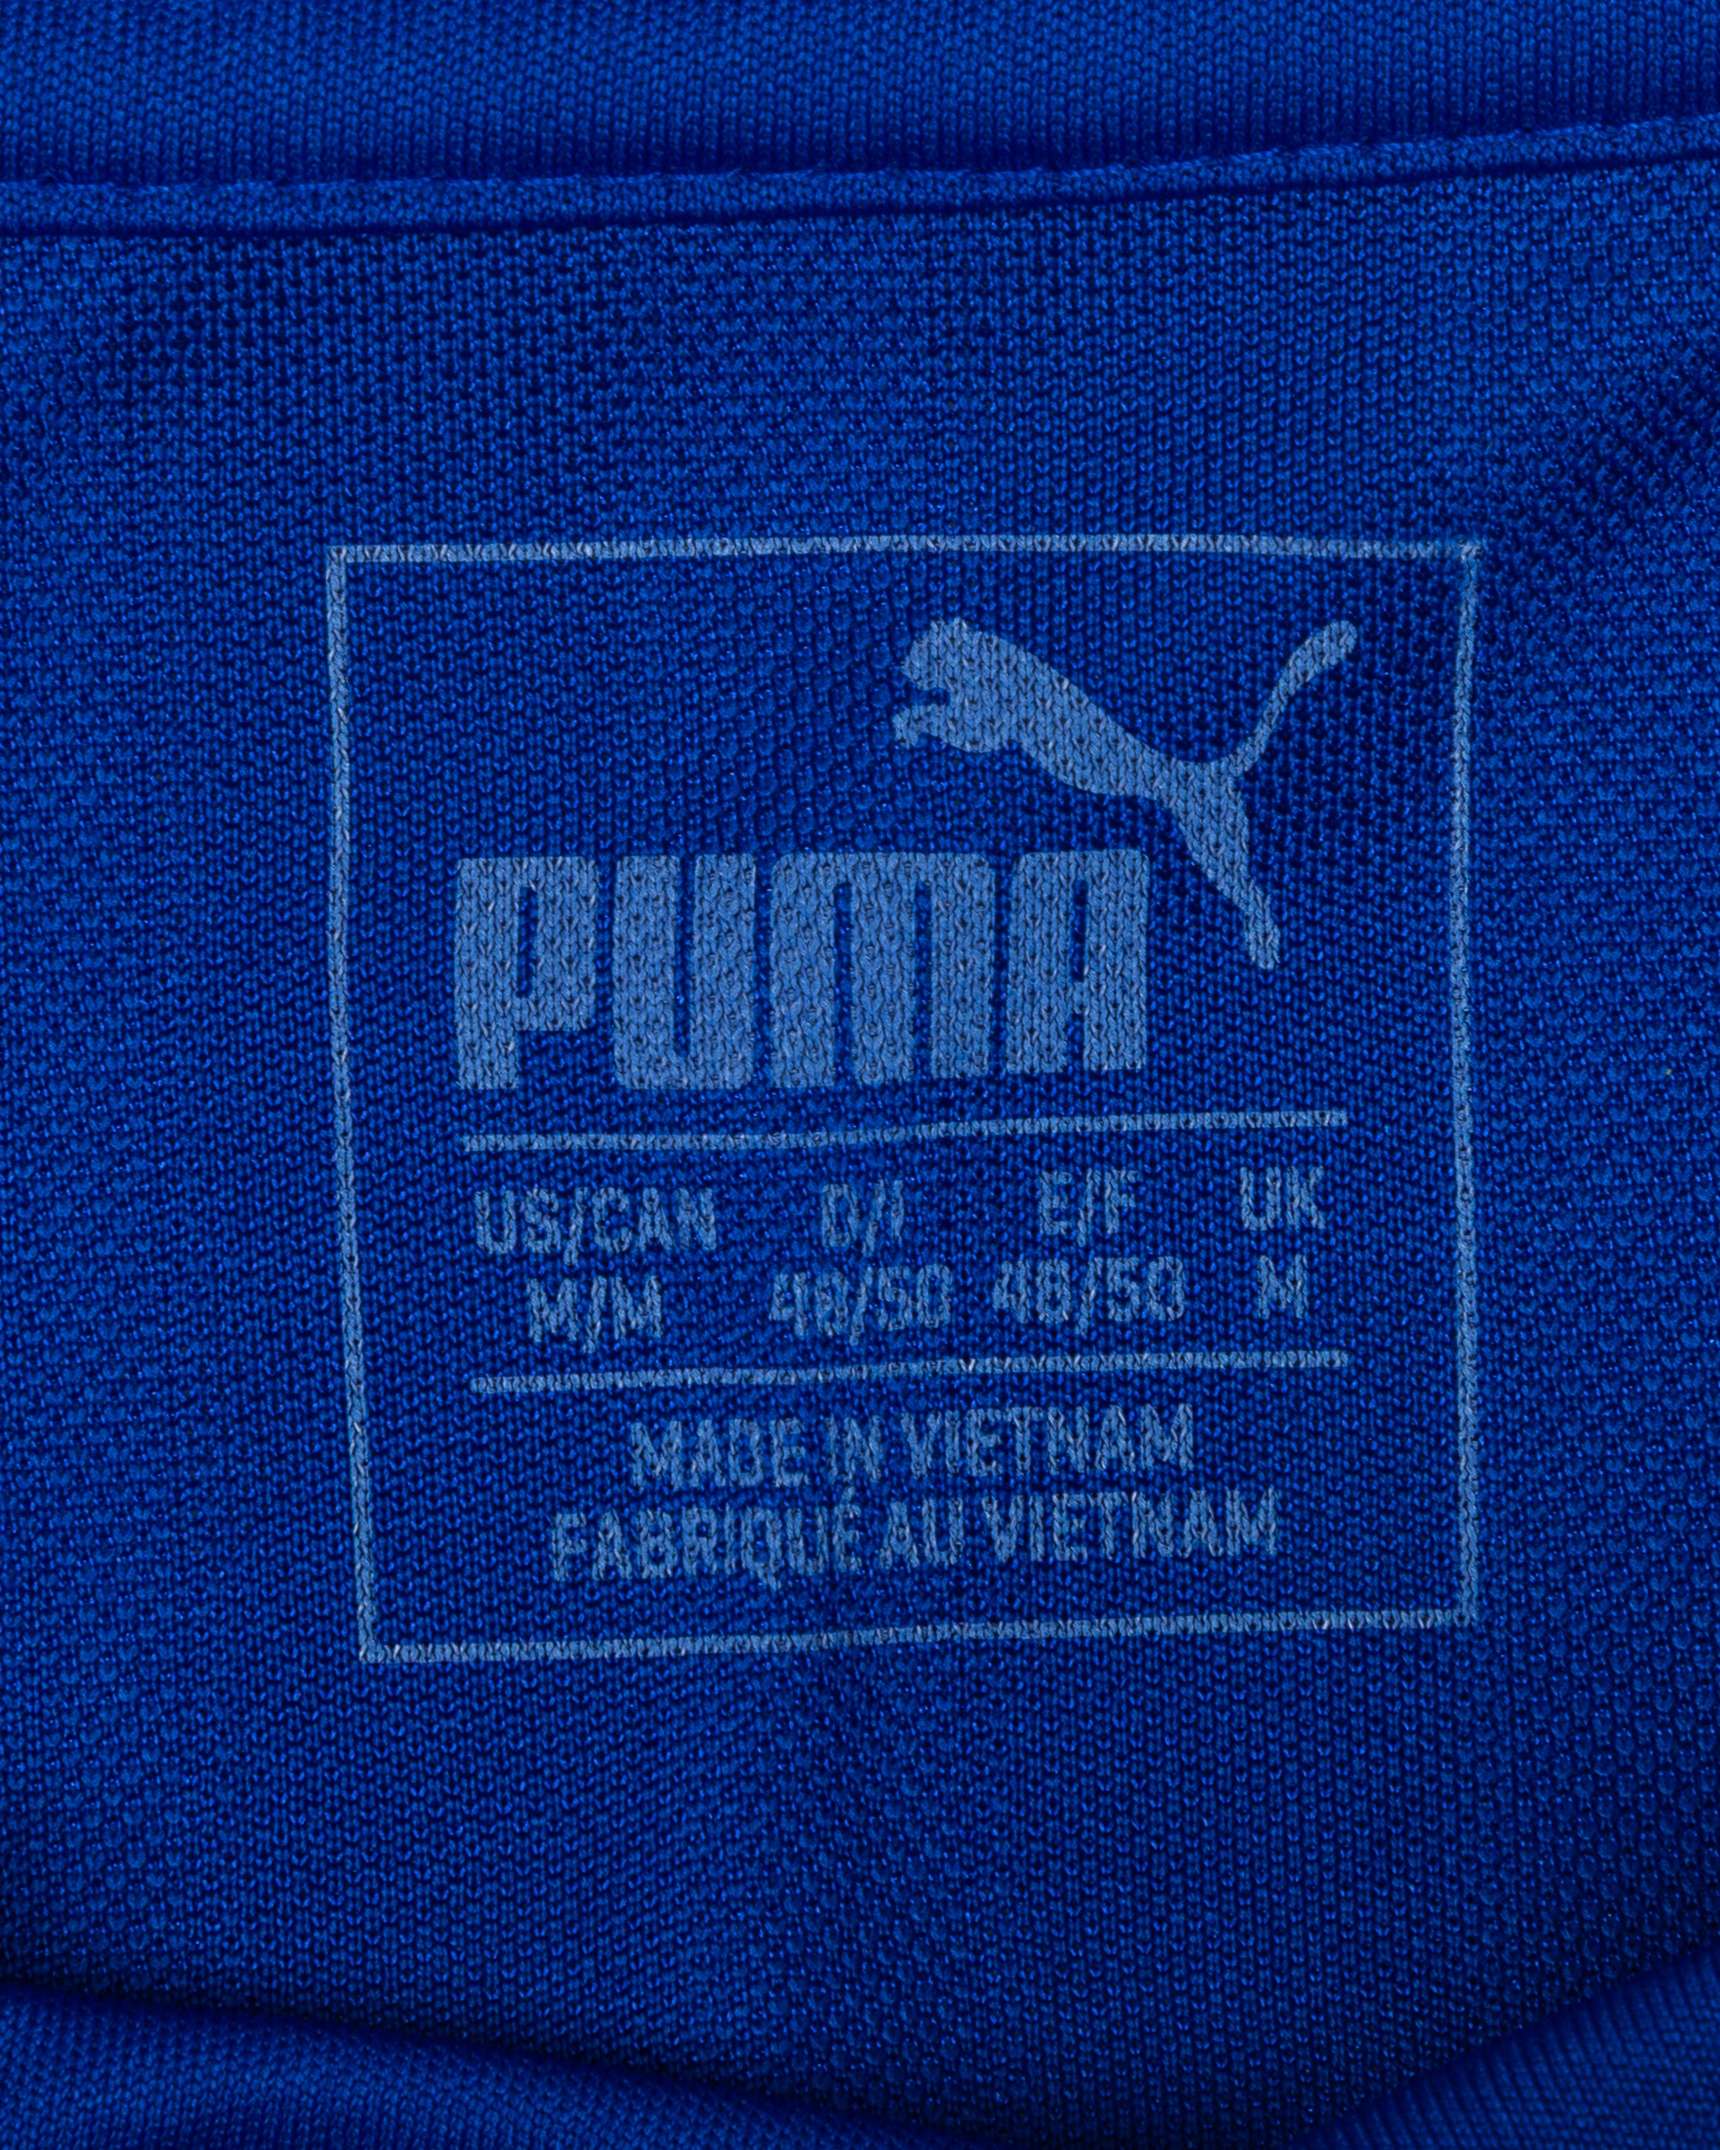 PUMA
US/CAN D/I E/F UK
M/M 48/50 48/50 M
MADE IN VIETNAM
FABRIQUÉ AU VIETNAM